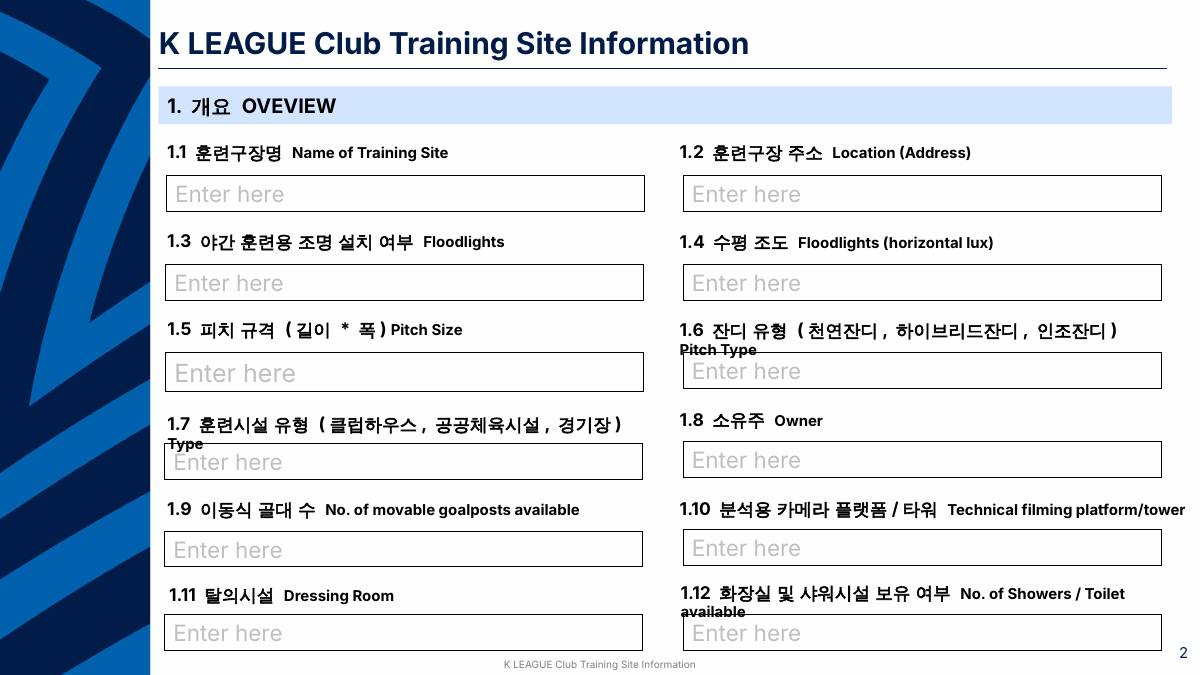 K LEAGUE Club Training Site Information
1. 개요 OVEVIEW
1.1 훈련구장명 Name of Training Site
Enter here
1.2 훈련구장 주소 Location (Address)
Enter here
1.3 야간 훈련용 조명 설치 여부 Floodlights
Enter here
1.4 수평 조도 Floodlights (horizontal lux)
Enter here
1.5 피치 규격 ( 길이 * 폭 ) Pitch Size
Enter here
1.6 잔디 유형 ( 천연잔디 , 하이브리드잔디 , 인조잔디 )
Pitch Type
Enter here
1.7 훈련시설 유형 ( 클럽하우스 , 공공체육시설 , 경기장 )
Type
Enter here
1.8 소유주 Owner
Enter here
1.9 이동식 골대 수 No. of movable goalposts available
Enter here
1.10 분석용 카메라 플랫폼 / 타워 Technical filming platform/tower
Enter here
1.11 탈의시설 Dressing Room
Enter here
1.12 화장실 및 샤워시설 보유 여부 No. of Showers / Toilet
available
Enter here
K LEAGUE Club Training Site Information
2